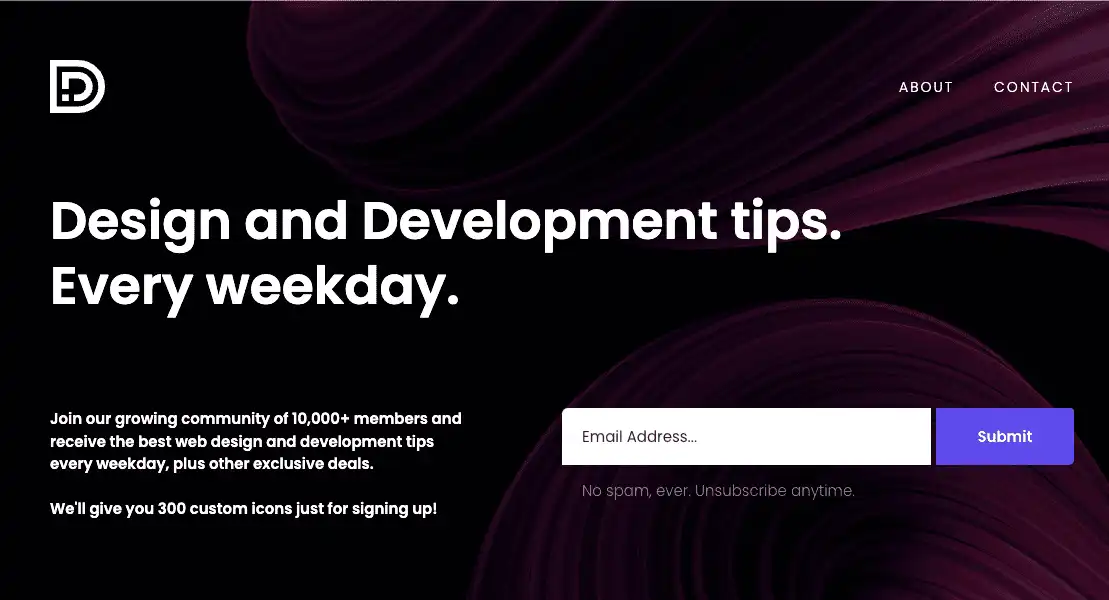 ABOUT CONTACT
Design and Development tips.
Every weekday.
Join our growing community of 10,000+ members and
receive the best web design and development tips
every weekday, plus other exclusive deals.
We'll give you 300 custom icons just for signing up!
Email Address... Submit
No spam, ever. Unsubscribe anytime.